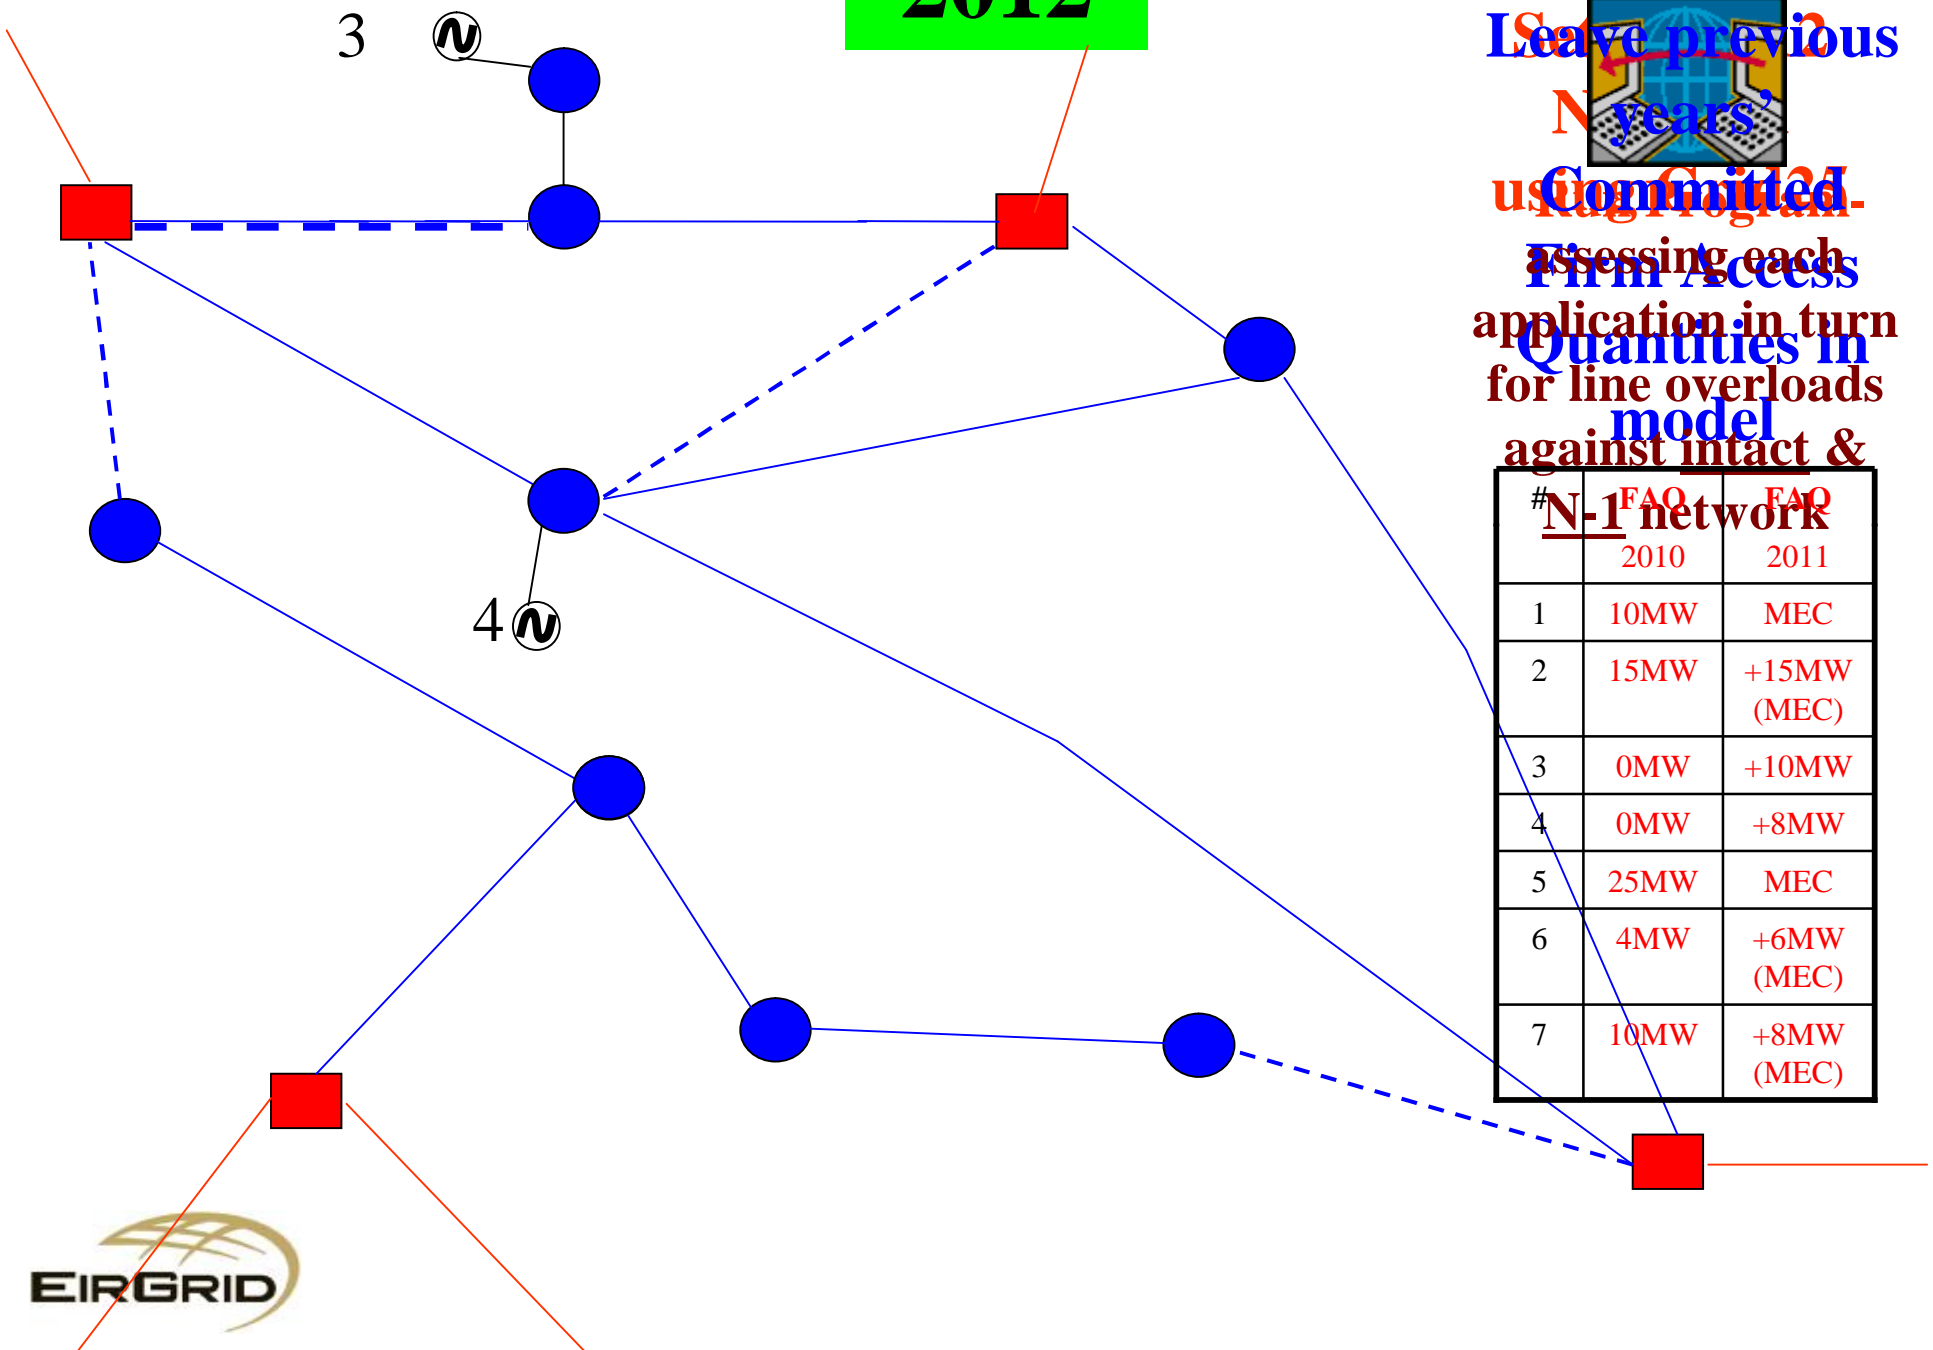 2012
3
4
Leave previous
years’
Committed
Firm Access
Quantities in
model
assessing each
application in turn
for line overloads
against intact &
N-1 network
# FAQ FAQ
2010 2011
1 10MW MEC
2 15MW +15MW
(MEC)
3 0MW +10MW
4 0MW +8MW
5 25MW MEC
6 4MW +6MW
(MEC)
7 10MW +8MW
(MEC)
EIRGRID